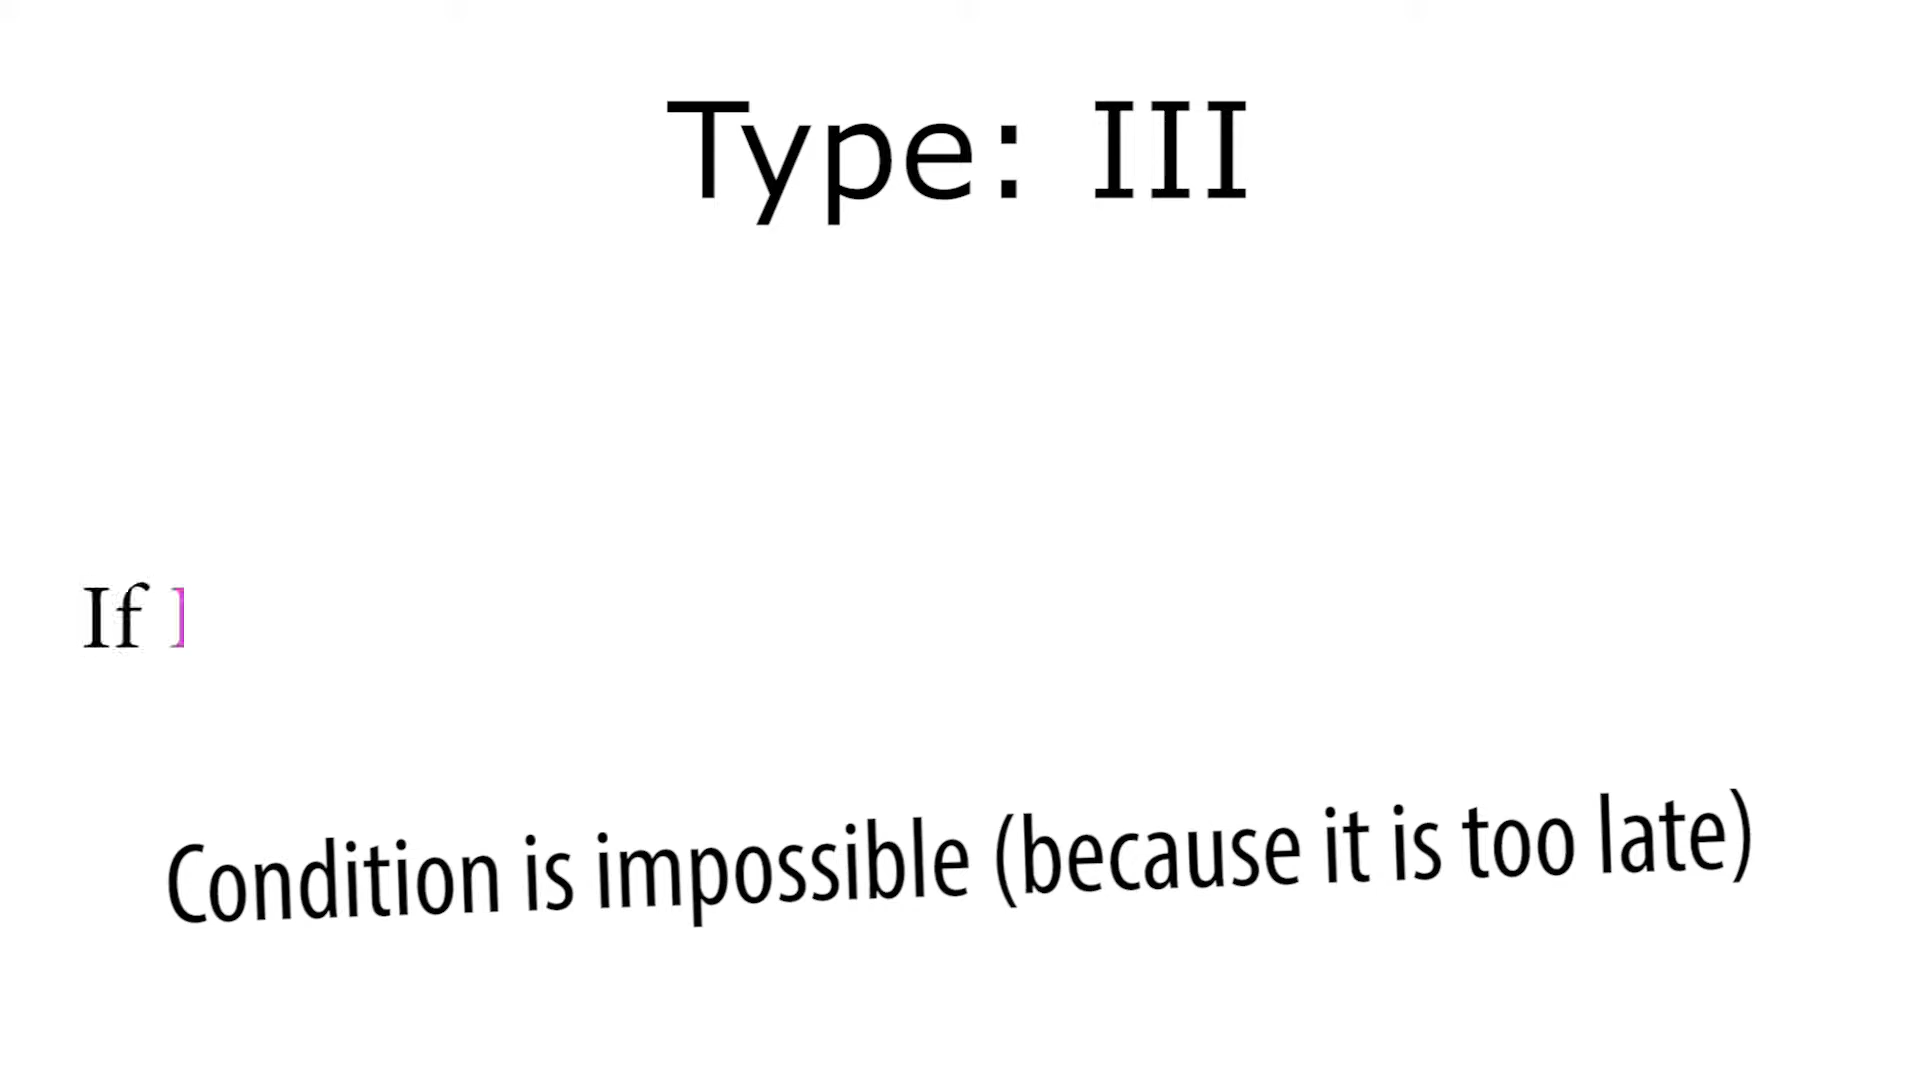 Type: III
If I
Condition is impossible (because it is too late)